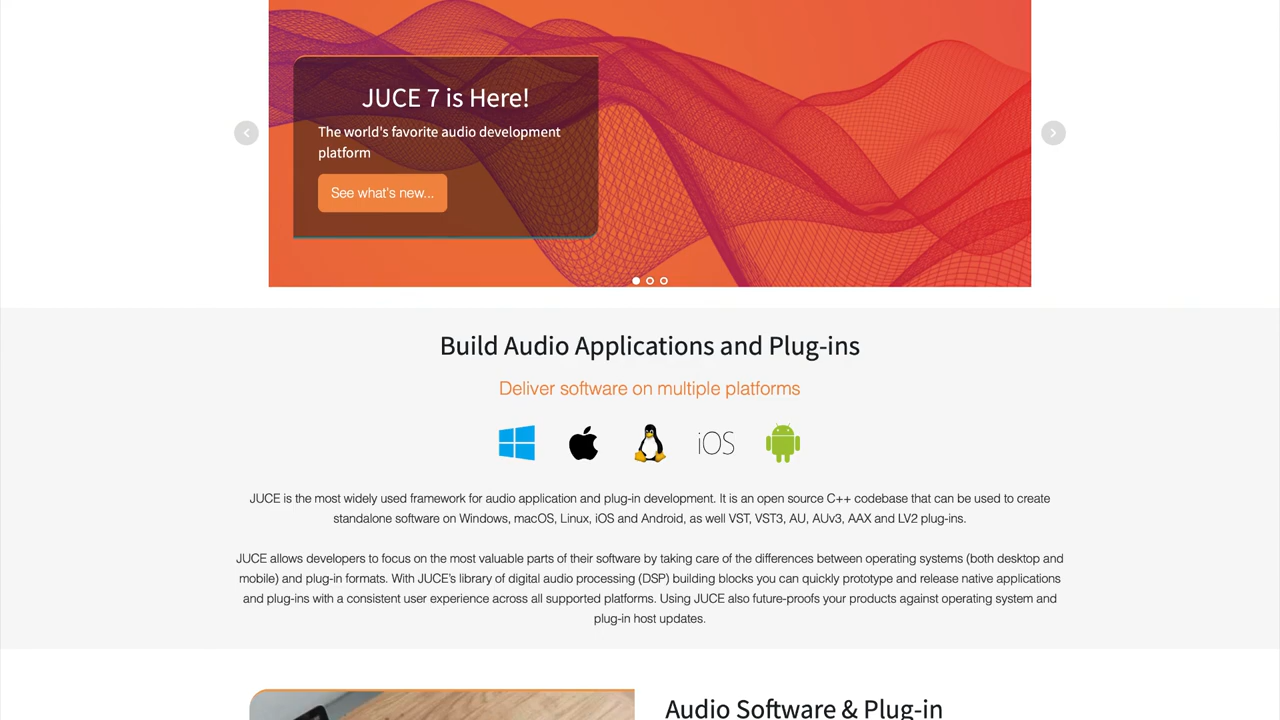 JUCE 7 is Here!
The world's favorite audio development
platform
See what's new...
Build Audio Applications and Plug-ins
Deliver software on multiple platforms
iOS
JUCE is the most widely used framework for audio application and plug-in development. It is an open source C++ codebase that can be used to create
standalone software on Windows, macOS, Linux, iOS and Android, as well VST, VST3, AU, AUv3, AAX and LV2 plug-ins.
JUCE allows developers to focus on the most valuable parts of their software by taking care of the differences between operating systems (both desktop and
mobile) and plug-in formats. With JUCE's library of digital audio processing (DSP) building blocks you can quickly prototype and release native applications
and plug-ins with a consistent user experience across all supported platforms. Using JUCE also future-proofs your products against operating system and
plug-in host updates.
Audio Software & Plug-in